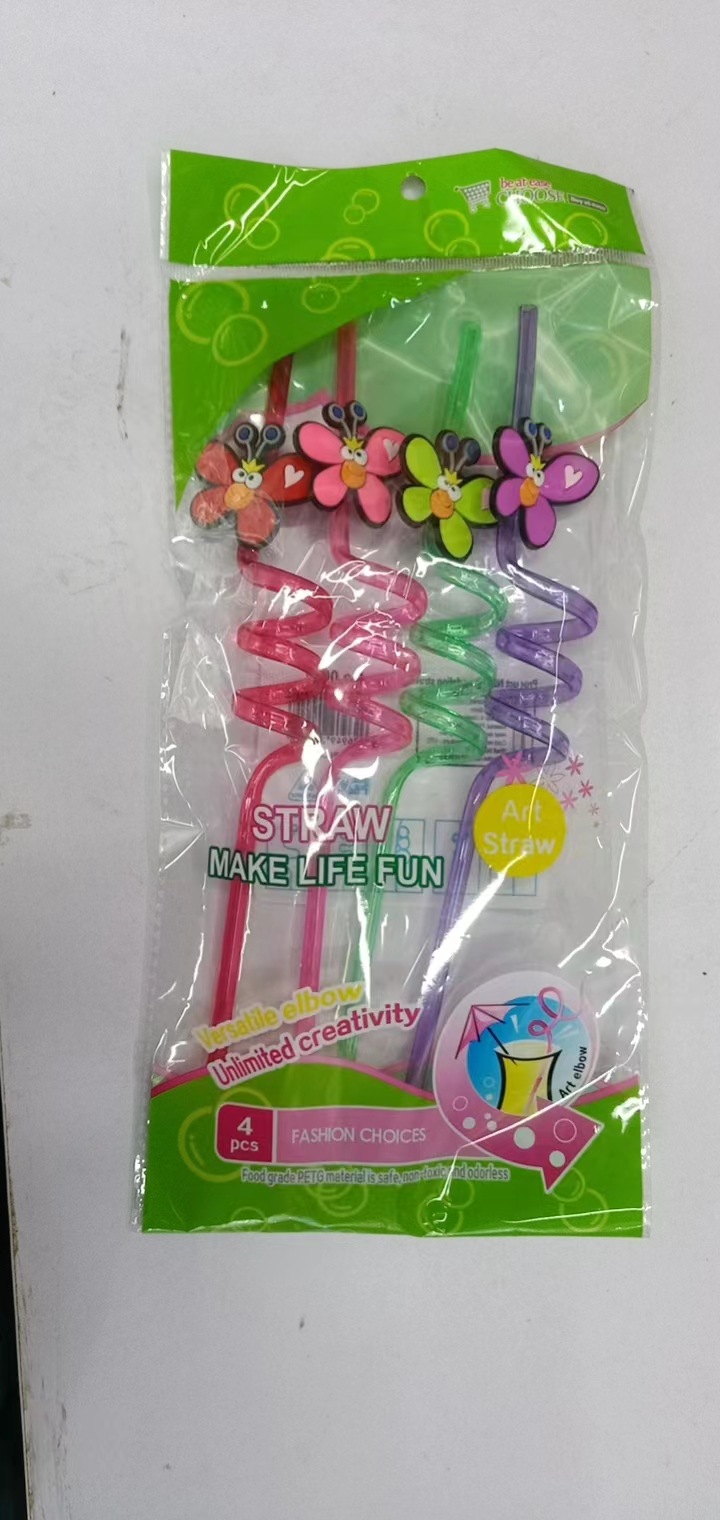 be at ease
CHOOSE
STRAW
MAKE LIFE FUN
Art
Straw
Versatile elbow
Unlimited creativity
Art elbow
4
pcs
FASHION CHOICES
Food grade PETG material is safe, non-toxic and odorless